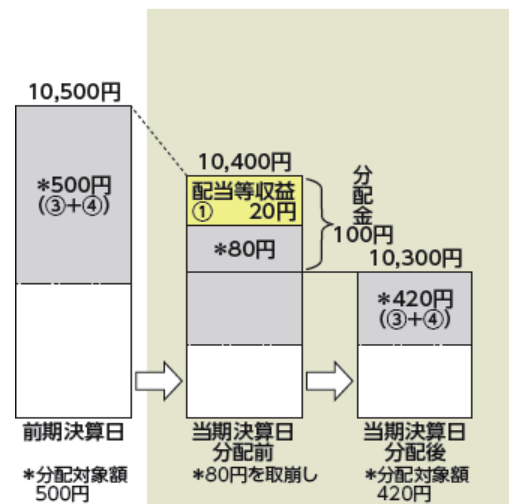 10,500円
*500円
(③+④)
10,400円
配当等収益
① 20円
*80円
分配金
100円
10,300円
*420円
(③+④)
前期決算日
*分配対象額
500円
当期決算日
分配前
*80円を取崩し
当期決算日
分配後
*分配対象額
420円